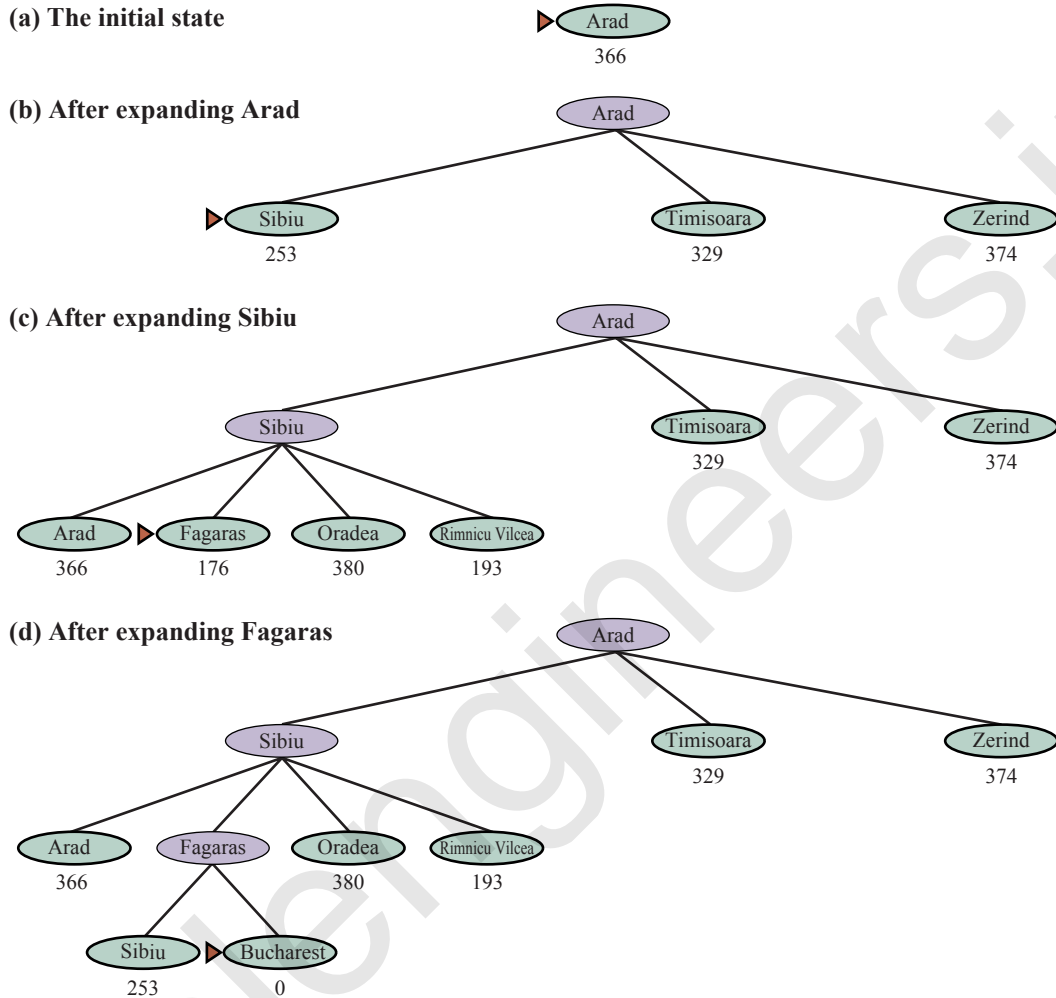 (a) The initial state
Arad
366
(b) After expanding Arad
Arad
Sibiu
Timisoara
Zerind
253
329
374
(c) After expanding Sibiu
Arad
Sibiu
Timisoara
Zerind
329
374
Arad
Fagaras
Oradea
Rimnicu Vilcea
366
176
380
193
(d) After expanding Fagaras
Arad
Sibiu
Timisoara
Zerind
329
374
Arad
Fagaras
Oradea
Rimnicu Vilcea
366
380
193
Sibiu
Bucharest
253
0
lengineers.i